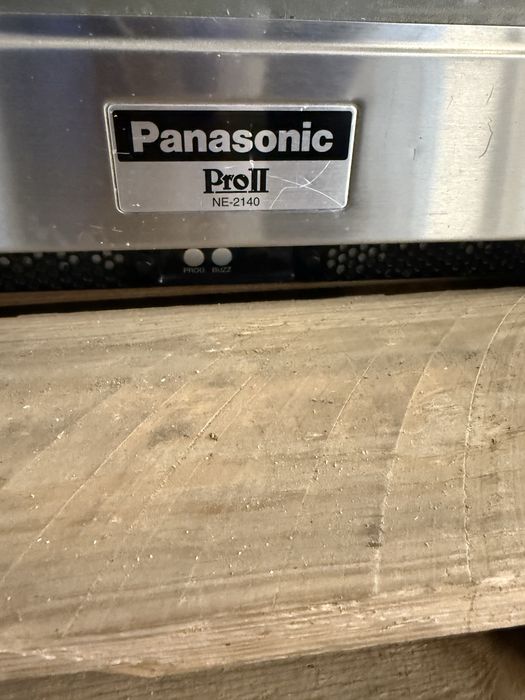 Panasonic
ProII
NE-2140
PROG. BUZZ